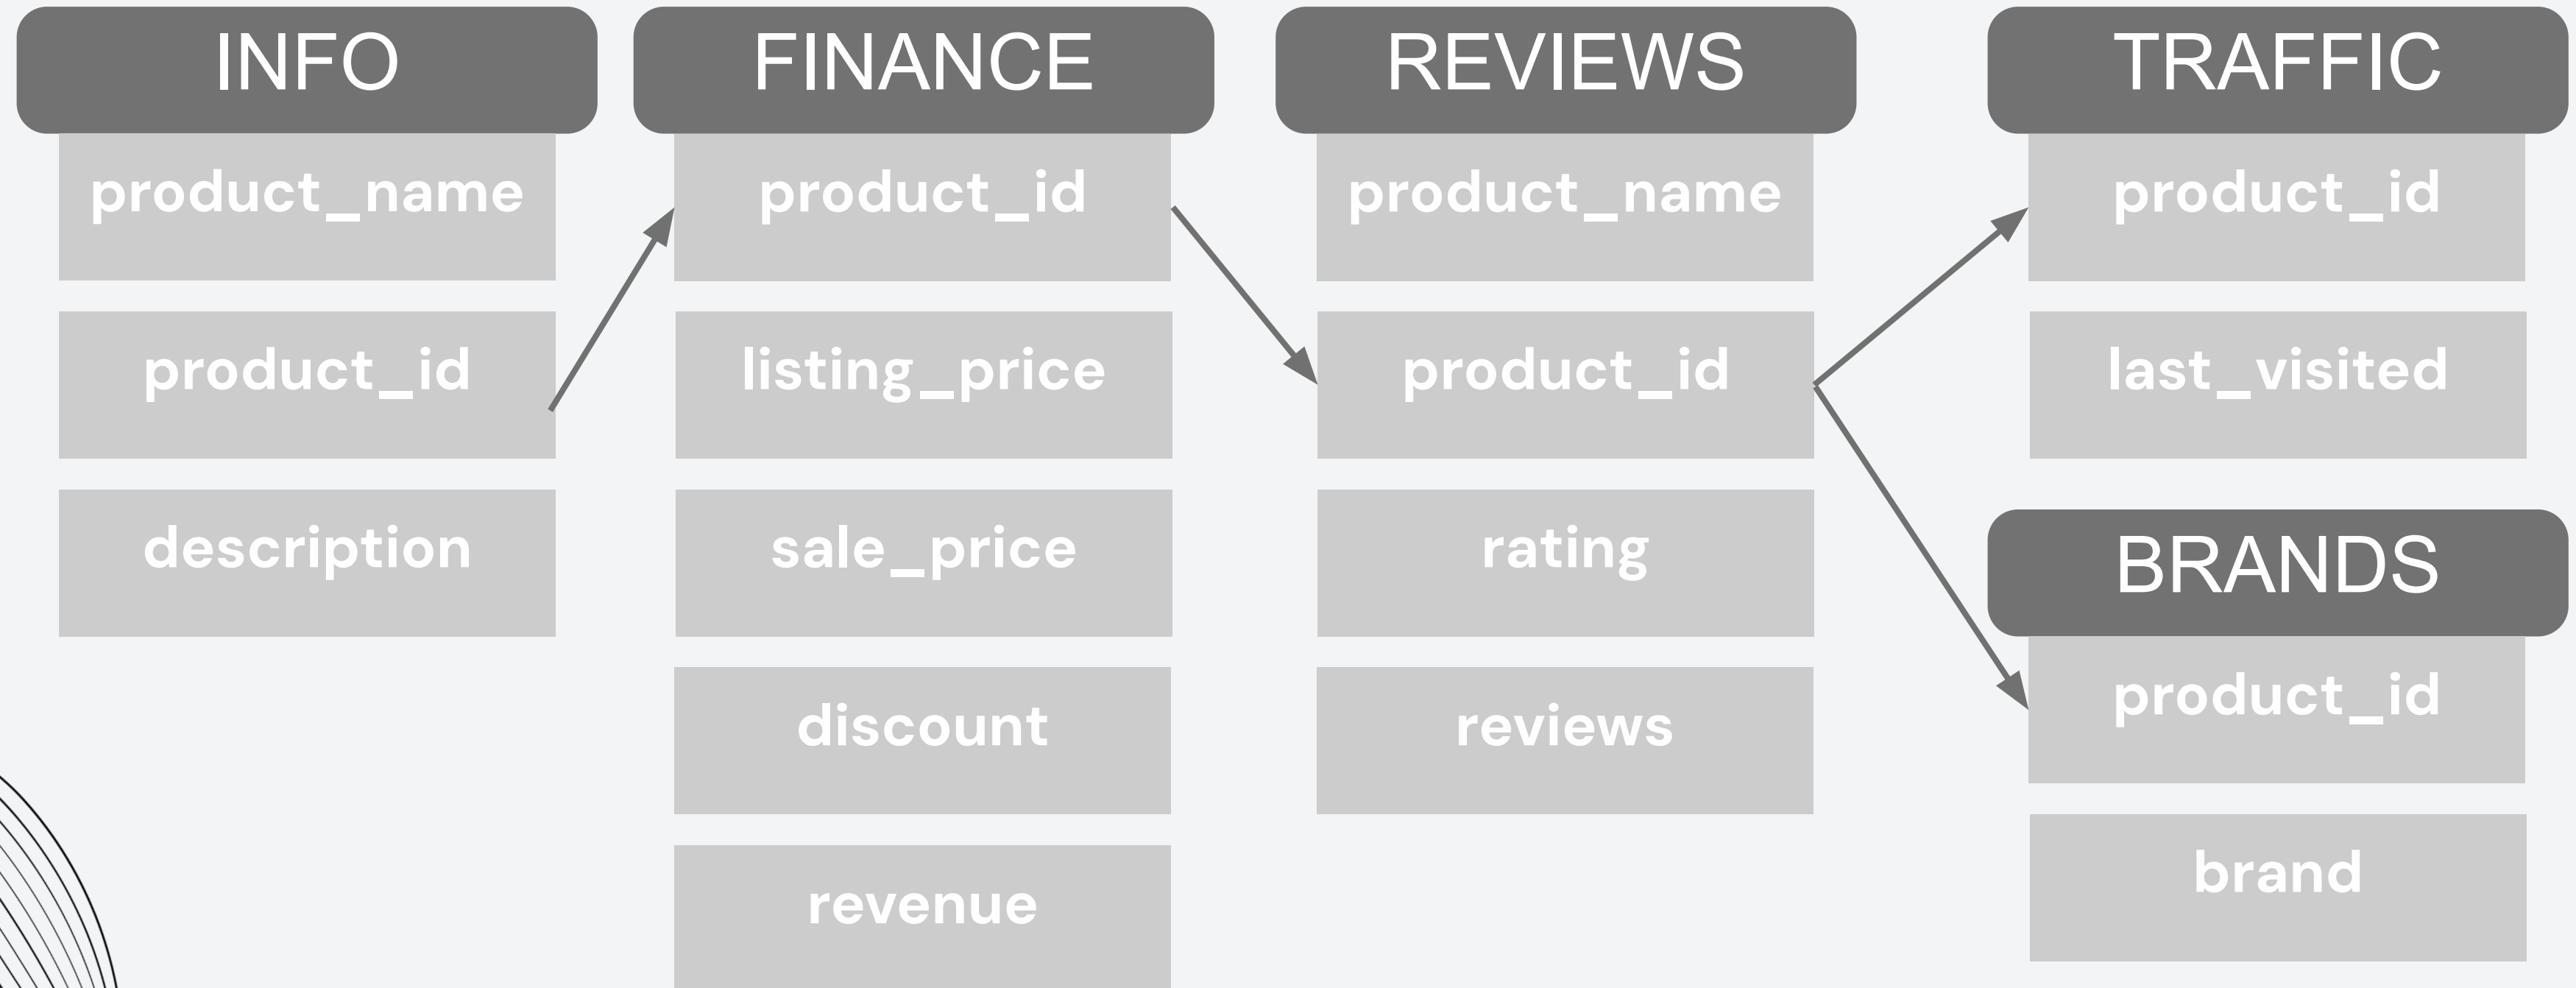 INFO
product_name
product_id
description
FINANCE
product_id
listing_price
sale_price
discount
revenue
REVIEWS
product_name
product_id
rating
reviews
TRAFFIC
product_id
last_visited
BRANDS
product_id
brand